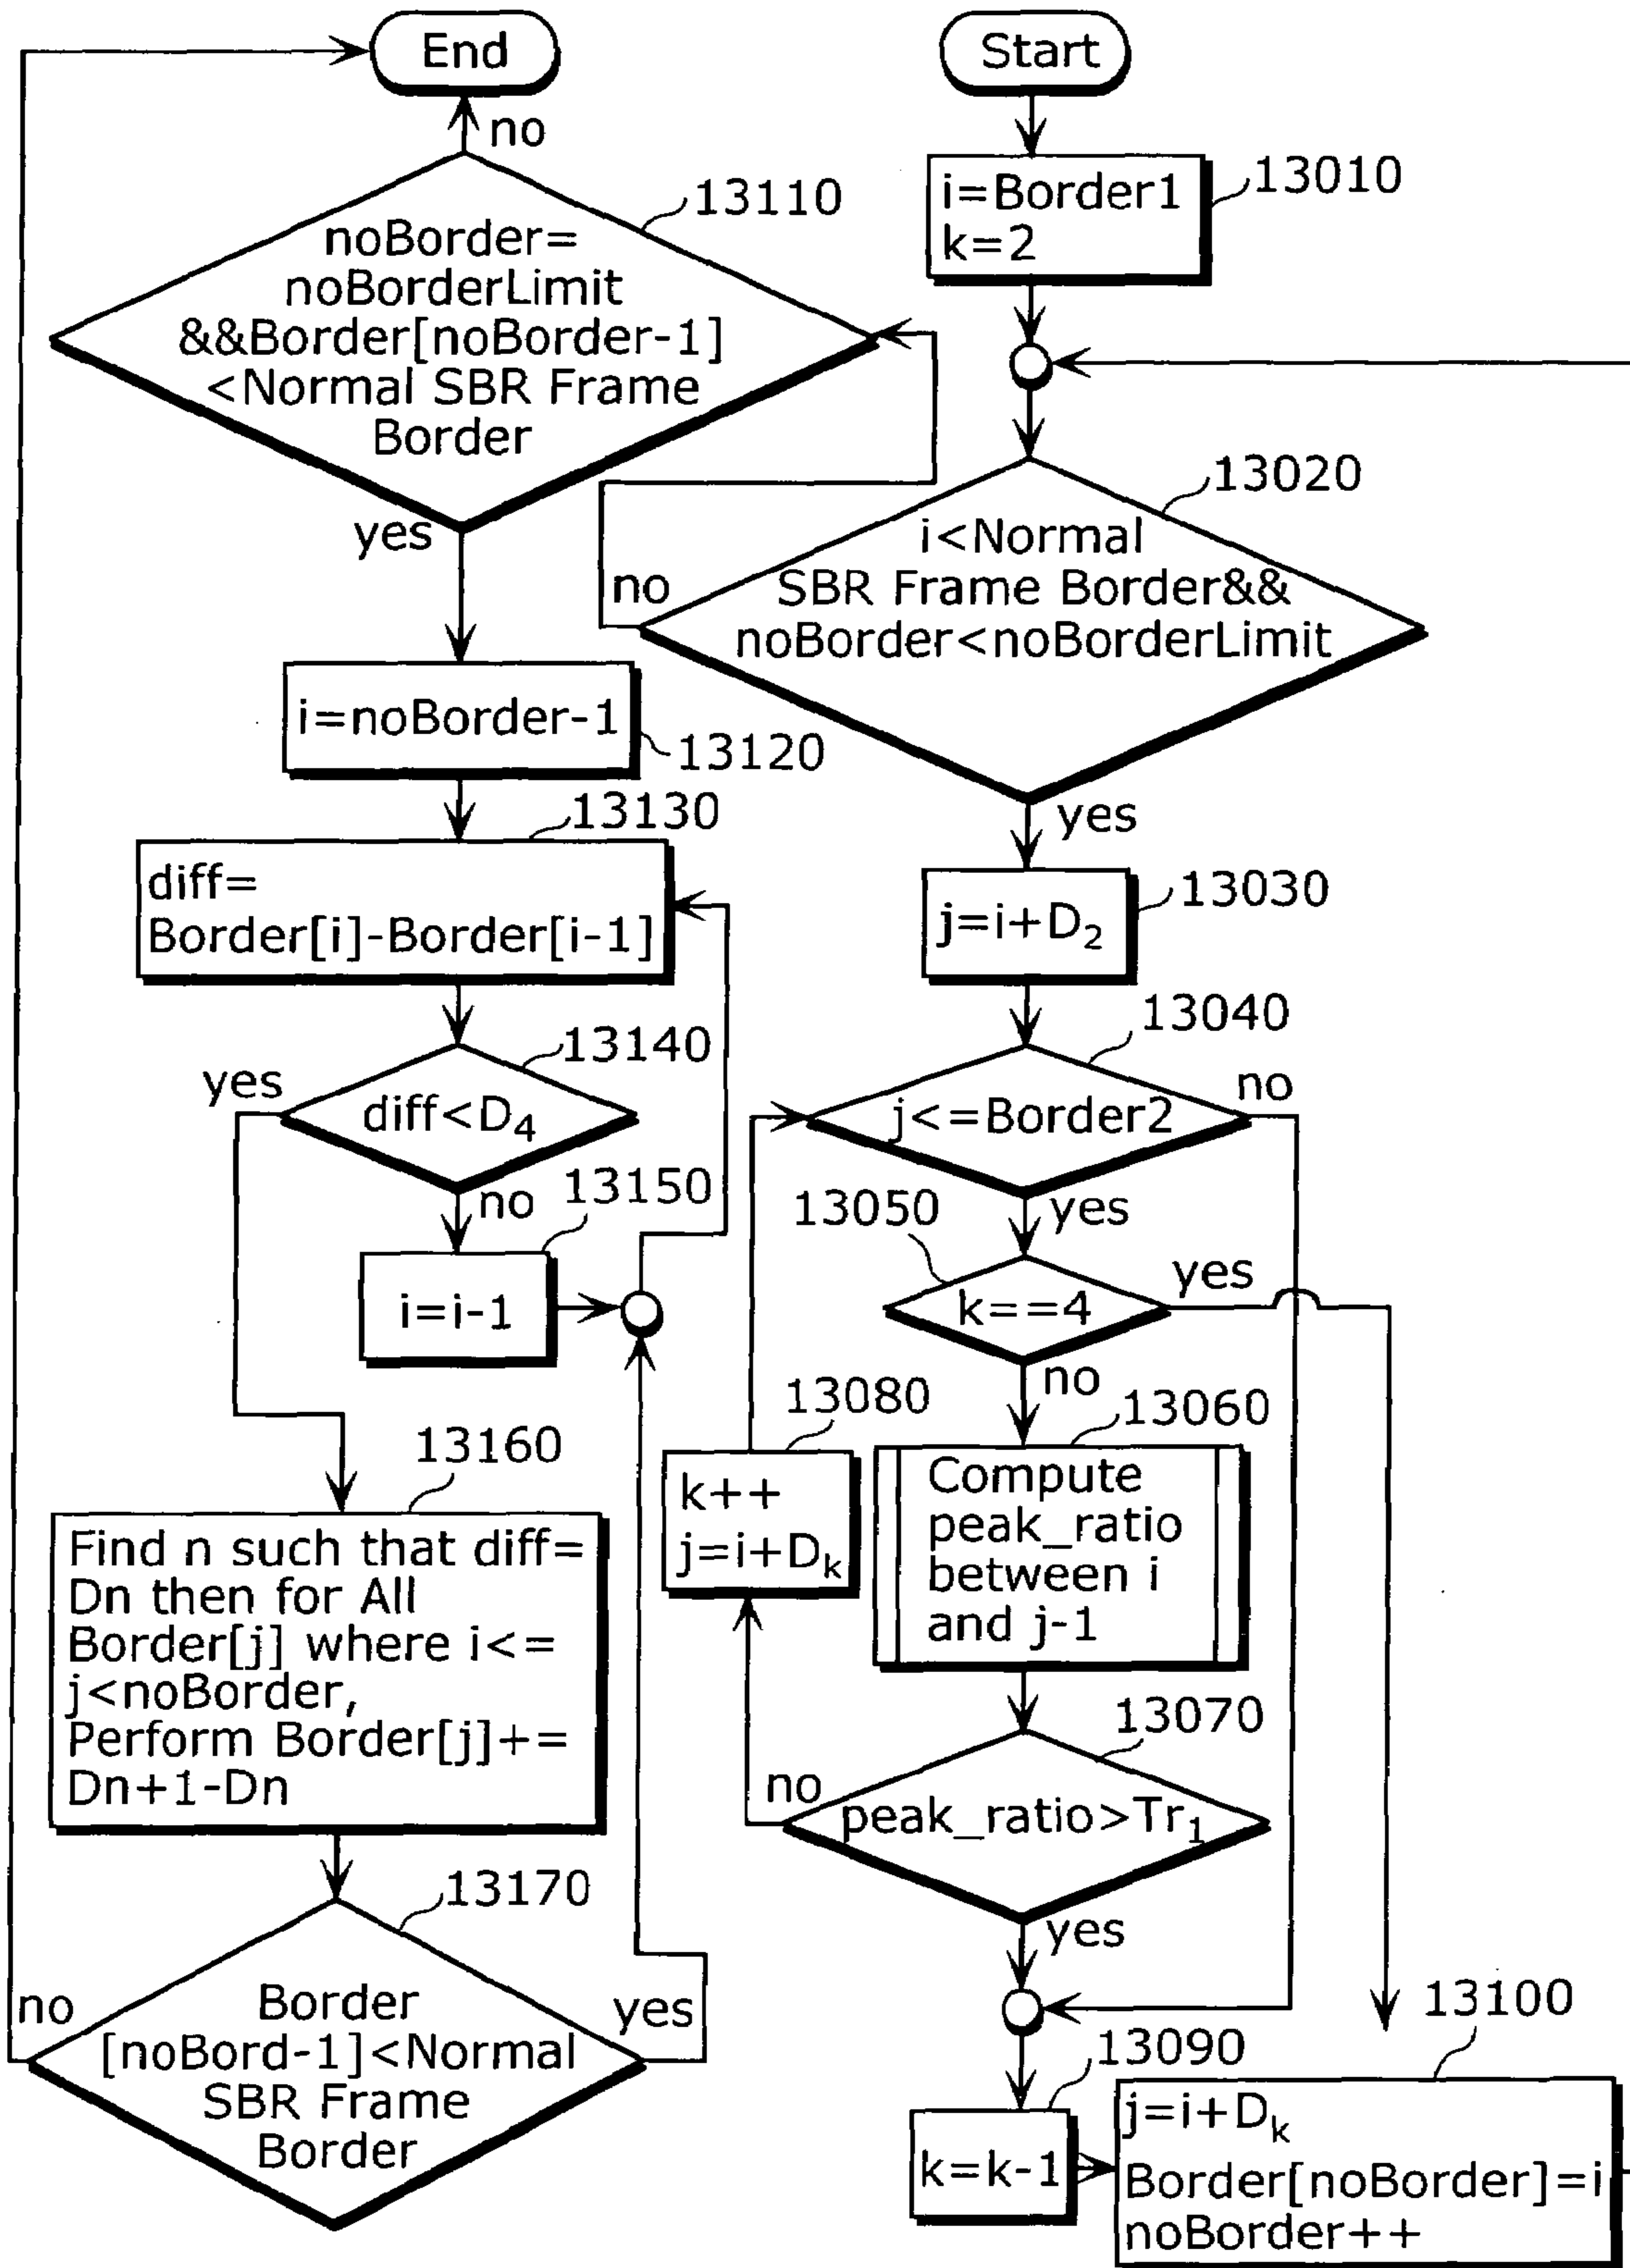 Start
i=Border1
k=2
13010
13020
i<Normal
SBR Frame Border&&
noBorder<noBorderLimit
no
yes
j=i+D2
13030
13040
j<=Border2
no
yes
13050
k==4
yes
no
13060
Compute
peak_ratio
between i
and j-1
13070
peak_ratio>Tr1
no
yes
13080
k++
j=i+Dk
13090
k=k-1
13100
j=i+Dk
Border[noBorder]=i
noBorder++
End
no
13110
noBorder=
noBorderLimit
&&Border[noBorder-1]
<Normal SBR Frame
Border
yes
i=noBorder-1
13120
13130
diff=
Border[i]-Border[i-1]
13140
diff<D4
yes
no
13150
i=i-1
13160
Find n such that diff=
Dn then for All
Border[j] where i<=
j<noBorder,
Perform Border[j]+=
Dn+1-Dn
13170
Border
[noBord-1]<Normal
SBR Frame
Border
no
yes